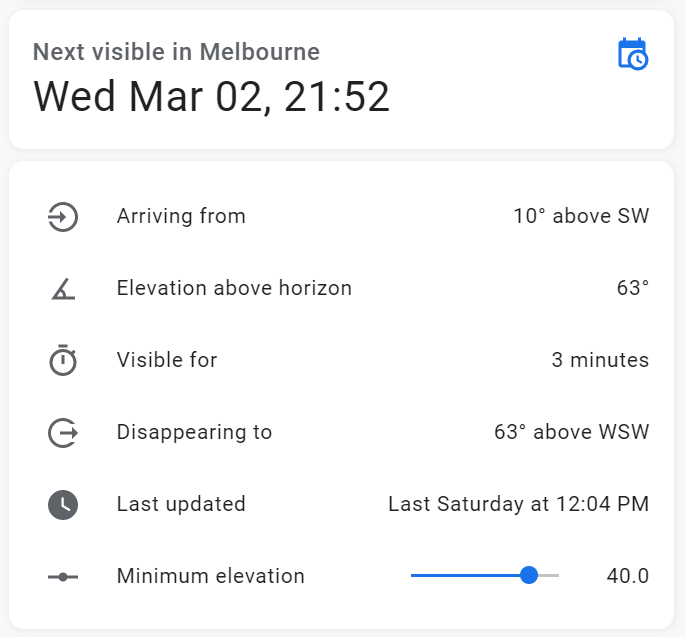 Next visible in Melbourne
Wed Mar 02, 21:52
Arriving from 10° above SW
Elevation above horizon 63°
Visible for 3 minutes
Disappearing to 63° above WSW
Last updated Last Saturday at 12:04 PM
Minimum elevation 40.0